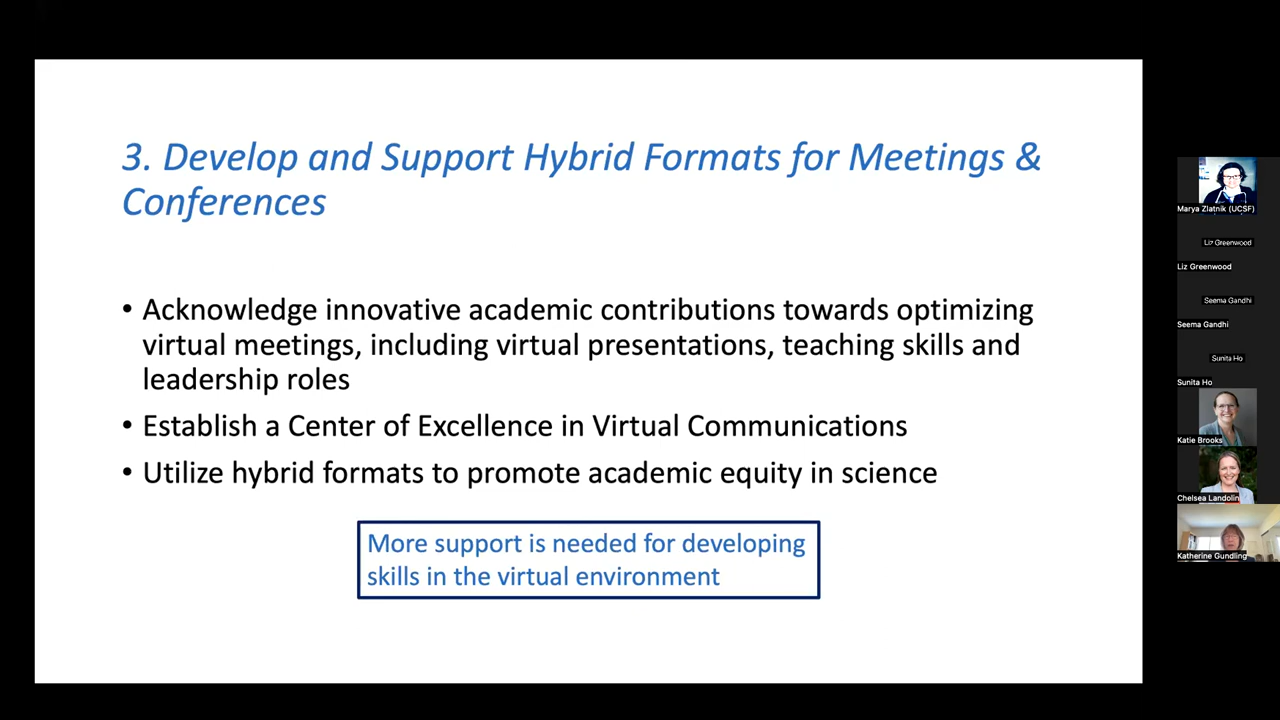 3. Develop and Support Hybrid Formats for Meetings &
Conferences
• Acknowledge innovative academic contributions towards optimizing
virtual meetings, including virtual presentations, teaching skills and
leadership roles
• Establish a Center of Excellence in Virtual Communications
• Utilize hybrid formats to promote academic equity in science
More support is needed for developing
skills in the virtual environment
Marya Zlatnik (UCSF)
Liz Greenwood
Liz Greenwood
Seema Gandhi
Seema Gandhi
Sunita Ho
Sunita Ho
Katie Brooks
Chelsea Landolin
Katherine Gundling